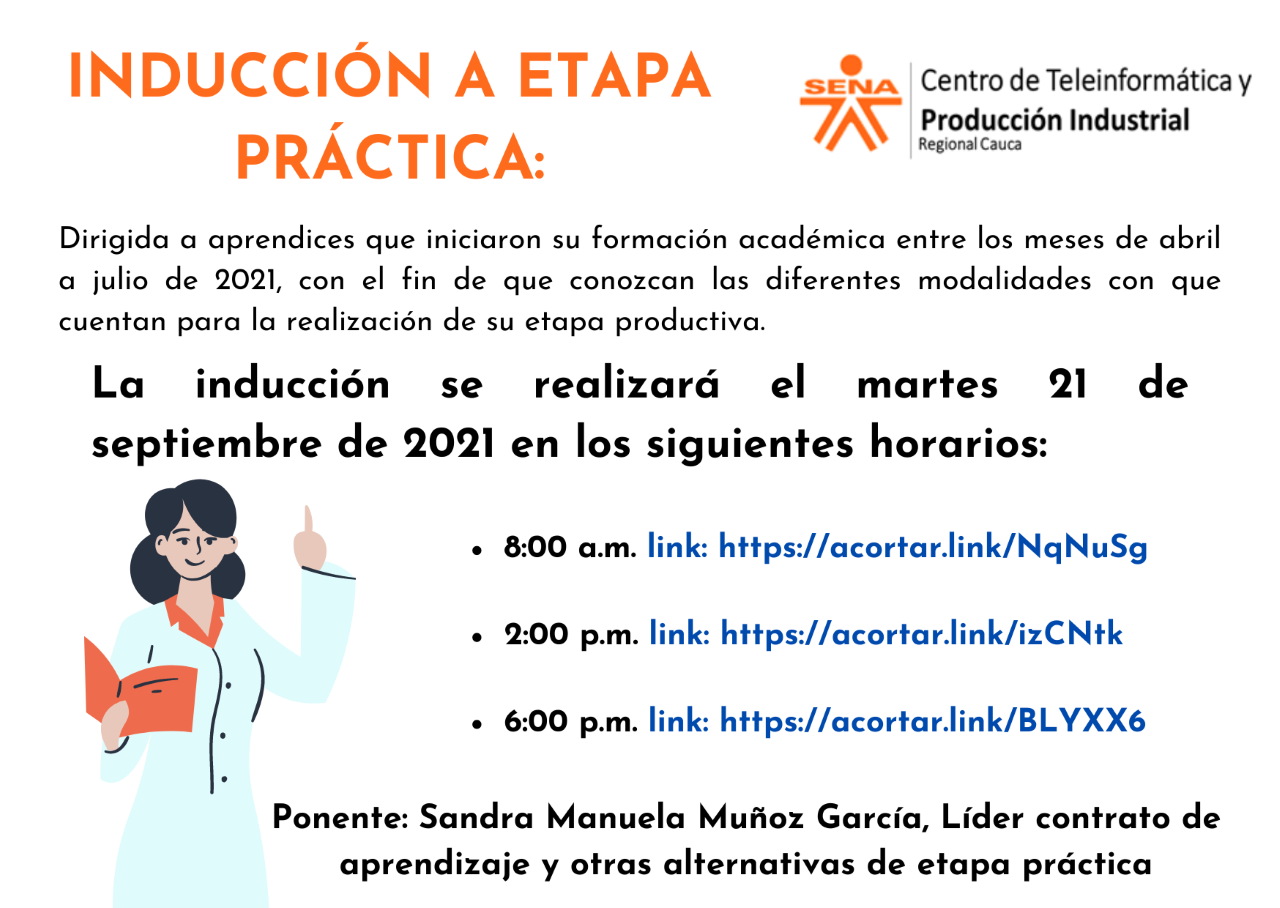 INDUCCIÓN A ETAPA
PRÁCTICA:
SENA
Centro de Teleinformática y
Producción Industrial
Regional Cauca
Dirigida a aprendices que iniciaron su formación académica entre los meses de abril
a julio de 2021, con el fin de que conozcan las diferentes modalidades con que
cuentan para la realización de su etapa productiva.
La inducción se realizará el martes 21 de
septiembre de 2021 en los siguientes horarios:
• 8:00 a.m. link: https://acortar.link/NqNuSg
• 2:00 p.m. link: https://acortar.link/izCNtk
• 6:00 p.m. link: https://acortar.link/BLYXX6
Ponente: Sandra Manuela Muñoz García, Líder contrato de
aprendizaje y otras alternativas de etapa práctica